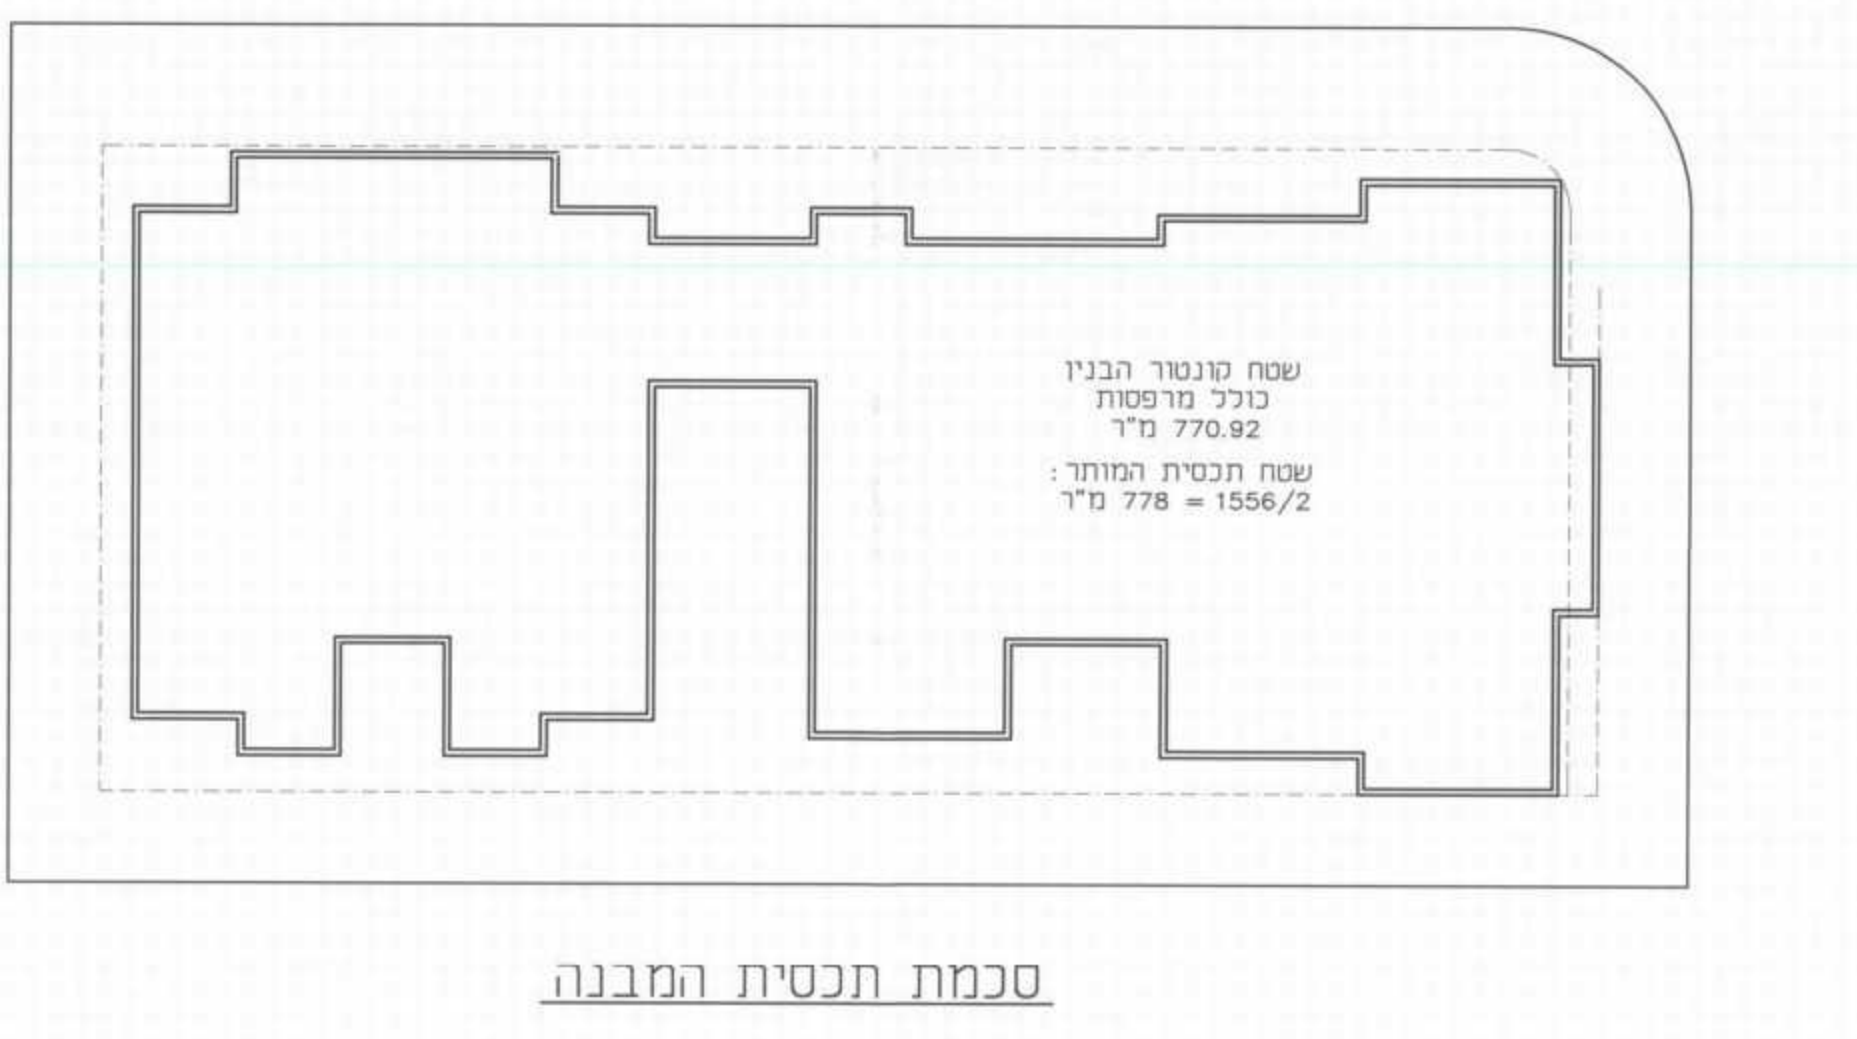 שטח קונטור הבנין
כולל מרפסות
770.92 מ"ר
שטח תכסית המותר:
1556/2 = 778 מ"ר
סכמת תכסית המבנה